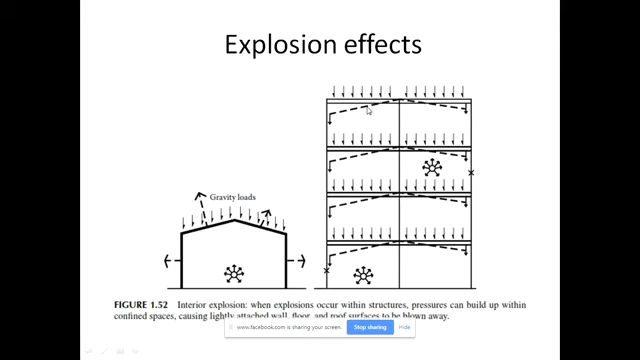 Explosion effects
Gravity loads
FIGURE 1.52 Interior explosion: when explosions occur within structures, pressures can build up within
confined spaces, causing lightly attached wall, floor, and roof surfaces to be blown away.
www.facebook.com is sharing your screen. Stop sharing Hide